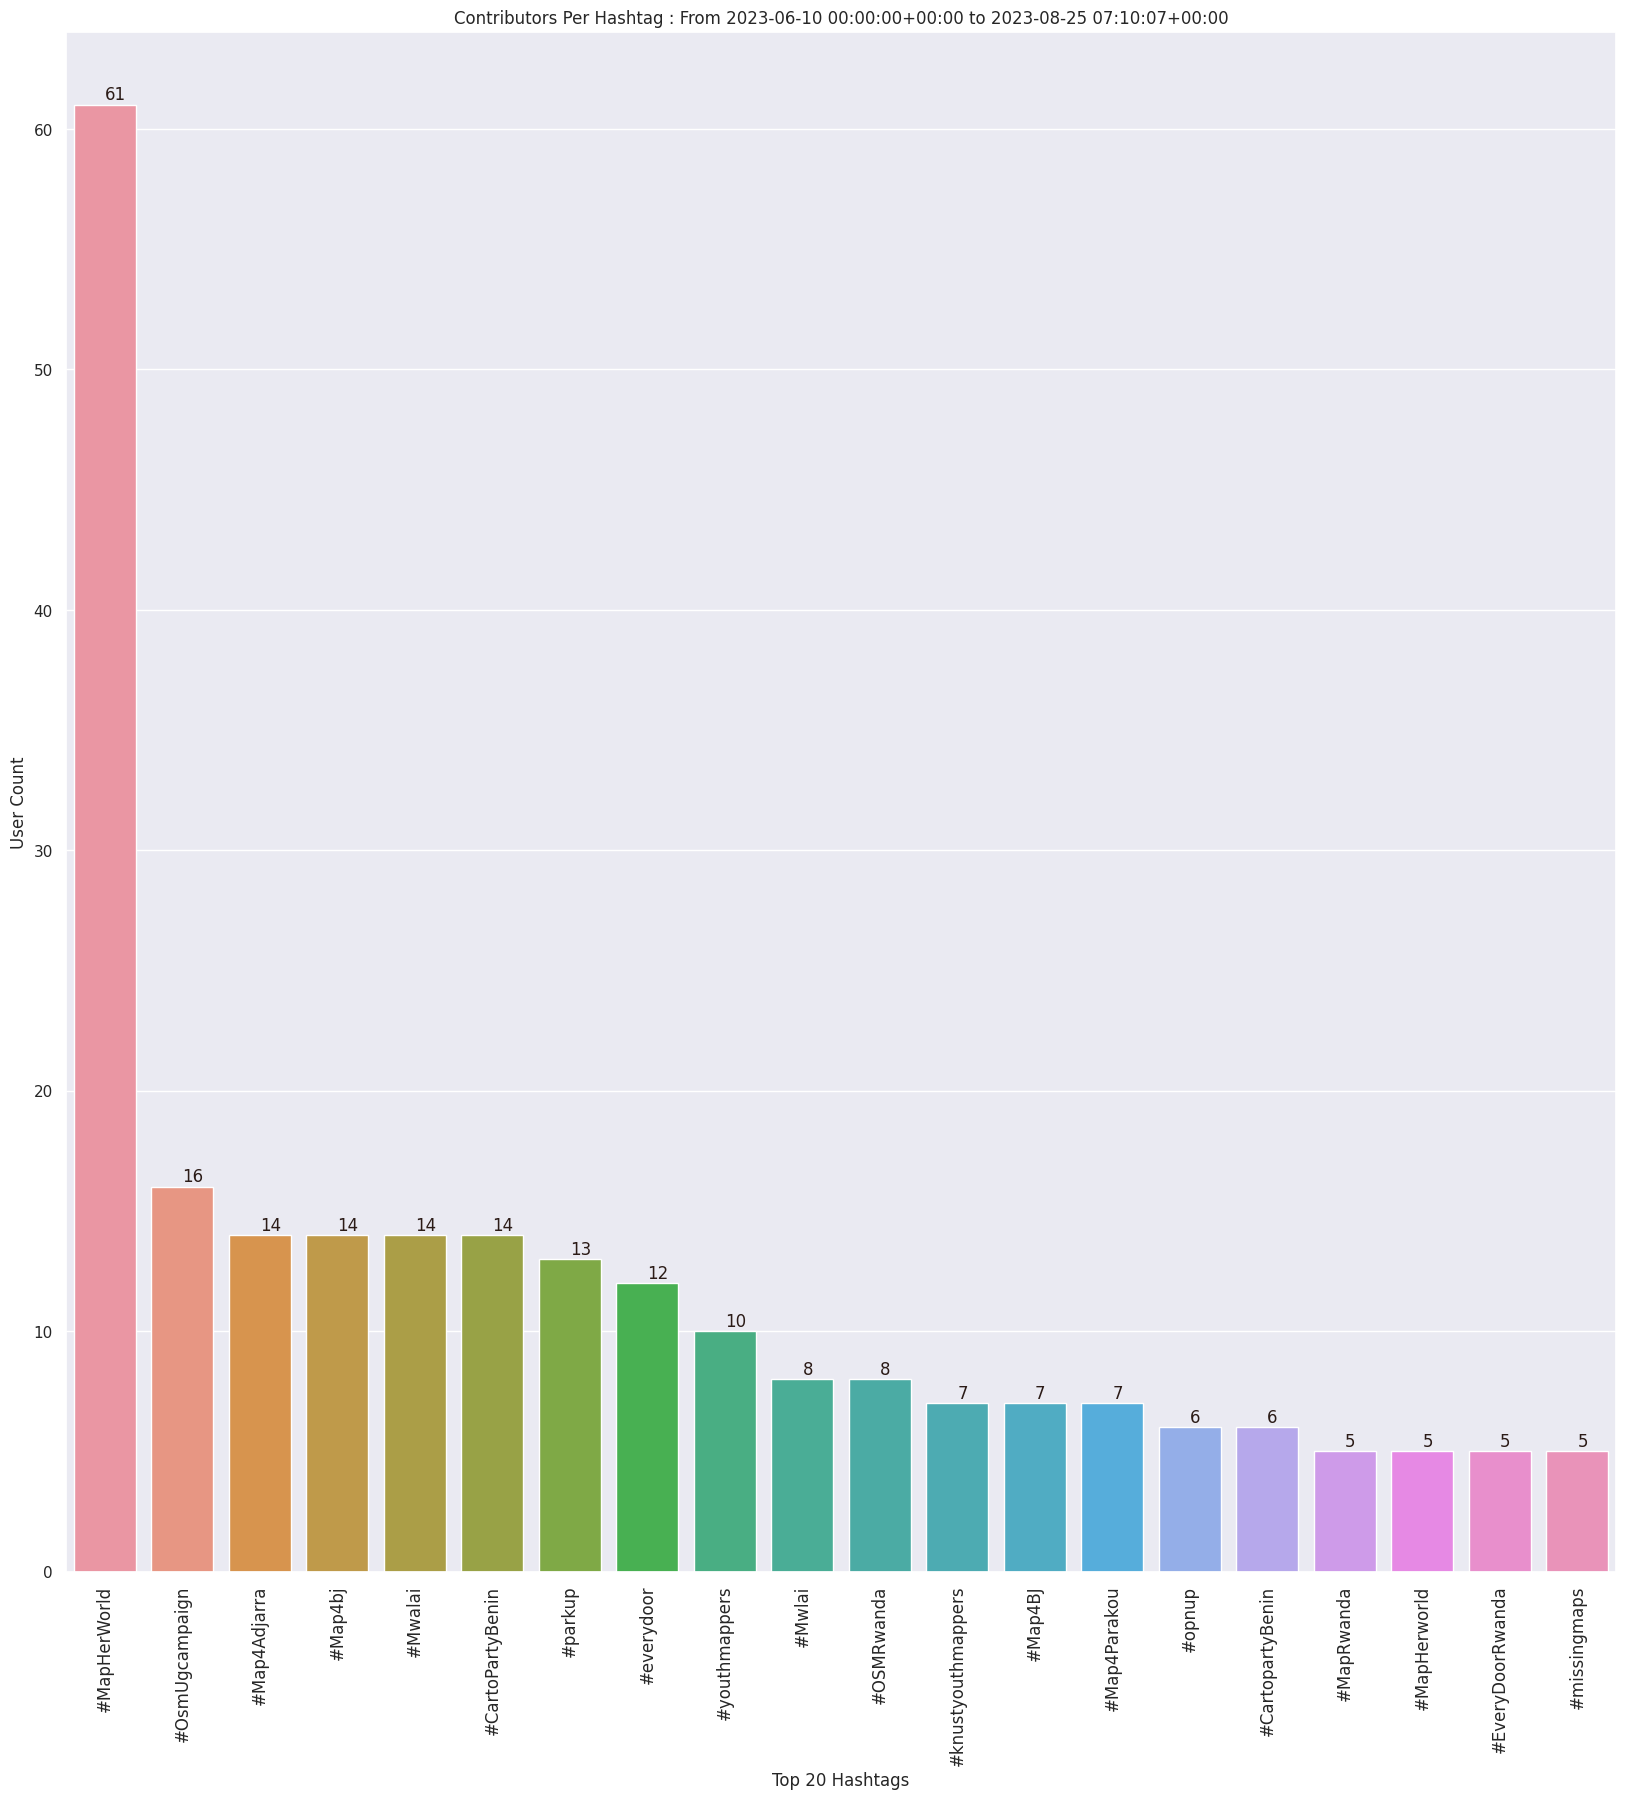 Contributors Per Hashtag : From 2023-06-10 00:00:00+00:00 to 2023-08-25 07:10:07+00:00
User Count
60
50
40
30
20
10
0
61
16
14
14
14
14
13
12
10
8
8
7
7
7
6
6
5
5
5
5
#MapHerWorld
#OsmUgcampaign
#Map4Adjarra
#Map4bj
#Mwalai
#CartoPartyBenin
#parkup
#everydoor
#youthmappers
#Mwlai
#OSMRwanda
#knustyouthmappers
#Map4BJ
#Map4Parakou
#opnup
#CartopartyBenin
#MapRwanda
#MapHerworld
#EveryDoorRwanda
#missingmaps
Top 20 Hashtags